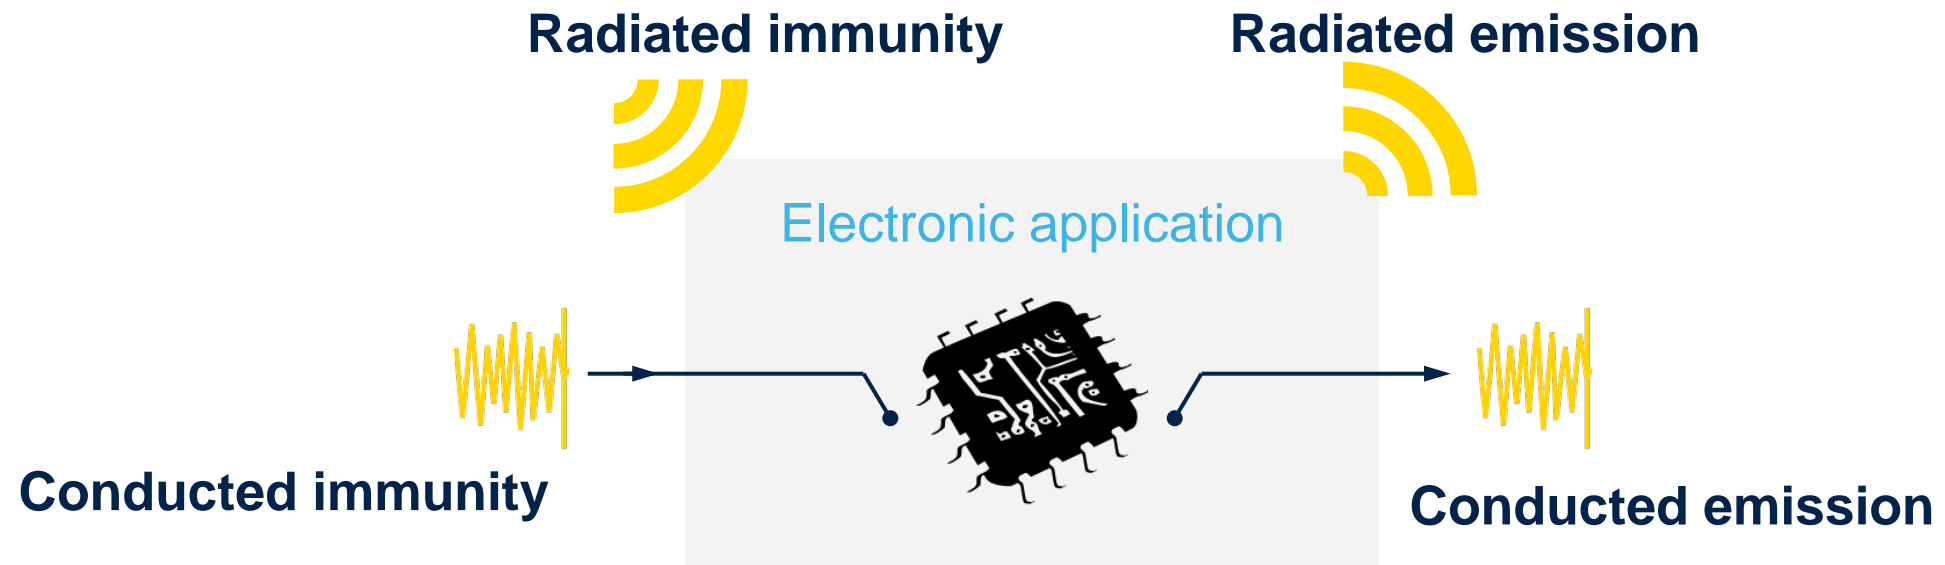 Radiated immunity
Radiated emission
Electronic application
Conducted immunity
Conducted emission